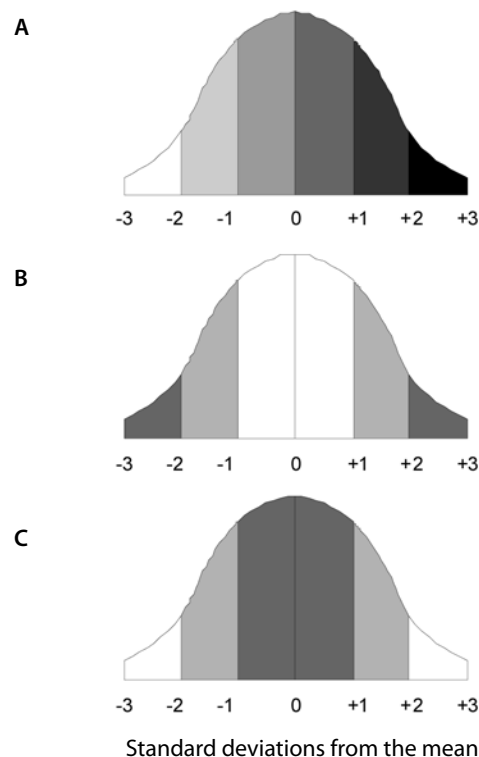 A
-3 -2 -1 0 +1 +2 +3
B
-3 -2 -1 0 +1 +2 +3
C
-3 -2 -1 0 +1 +2 +3
Standard deviations from the mean